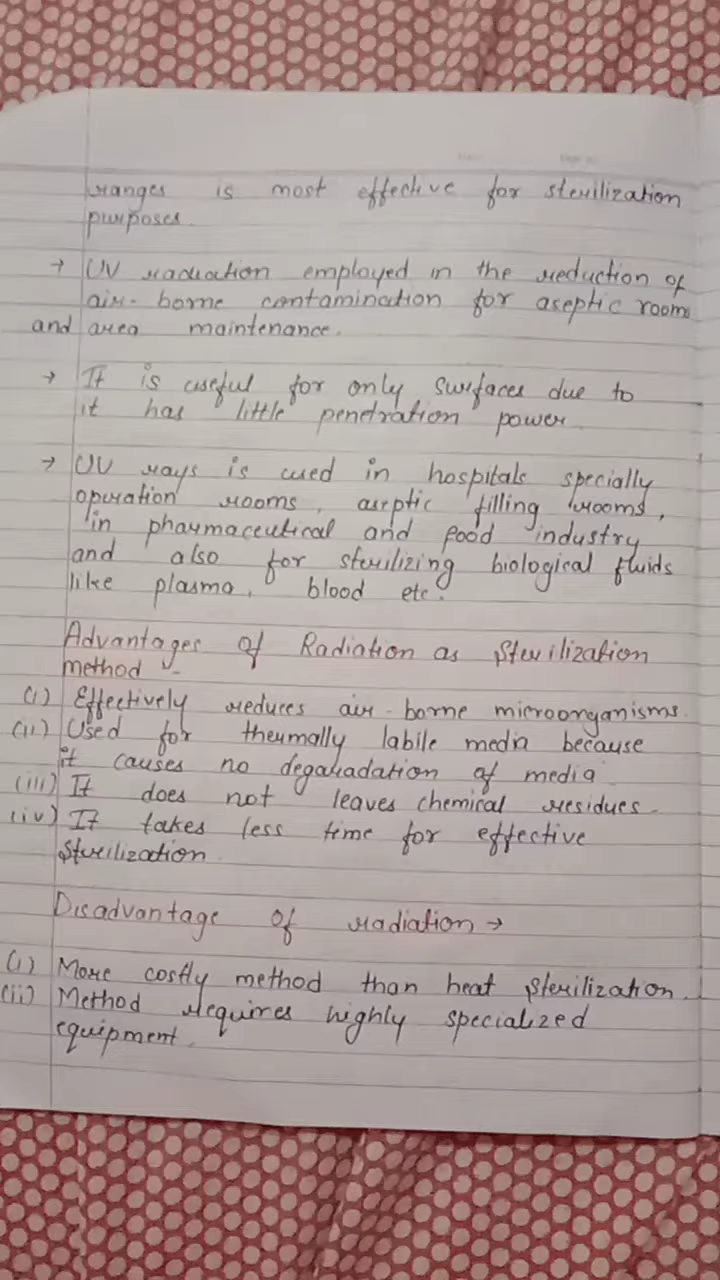 ranges is most effective for sterilization
purposes
→ UV radiation employed in the reduction of
air-borne contamination for aseptic rooms
and area maintenance.
→ It is useful for only surfaces due to
it has little penetration power
→ UV rays is used in hospitals specially
operation rooms, aseptic filling rooms,
in pharmaceutical and food industry
and also for sterilizing biological fluids
like plasma, blood etc.
Advantages of Radiation as Sterilization
method -
(i) Effectively reduces air-borne microorganisms.
(ii) Used for thermally labile media because
it causes no degaradation of media
(iii) It does not leaves chemical residues
(iv) It takes less time for effective
sterilization
Disadvantage of radiation →
(i) More costly method than heat sterilization.
(ii) Method requires highly specialized
equipment.